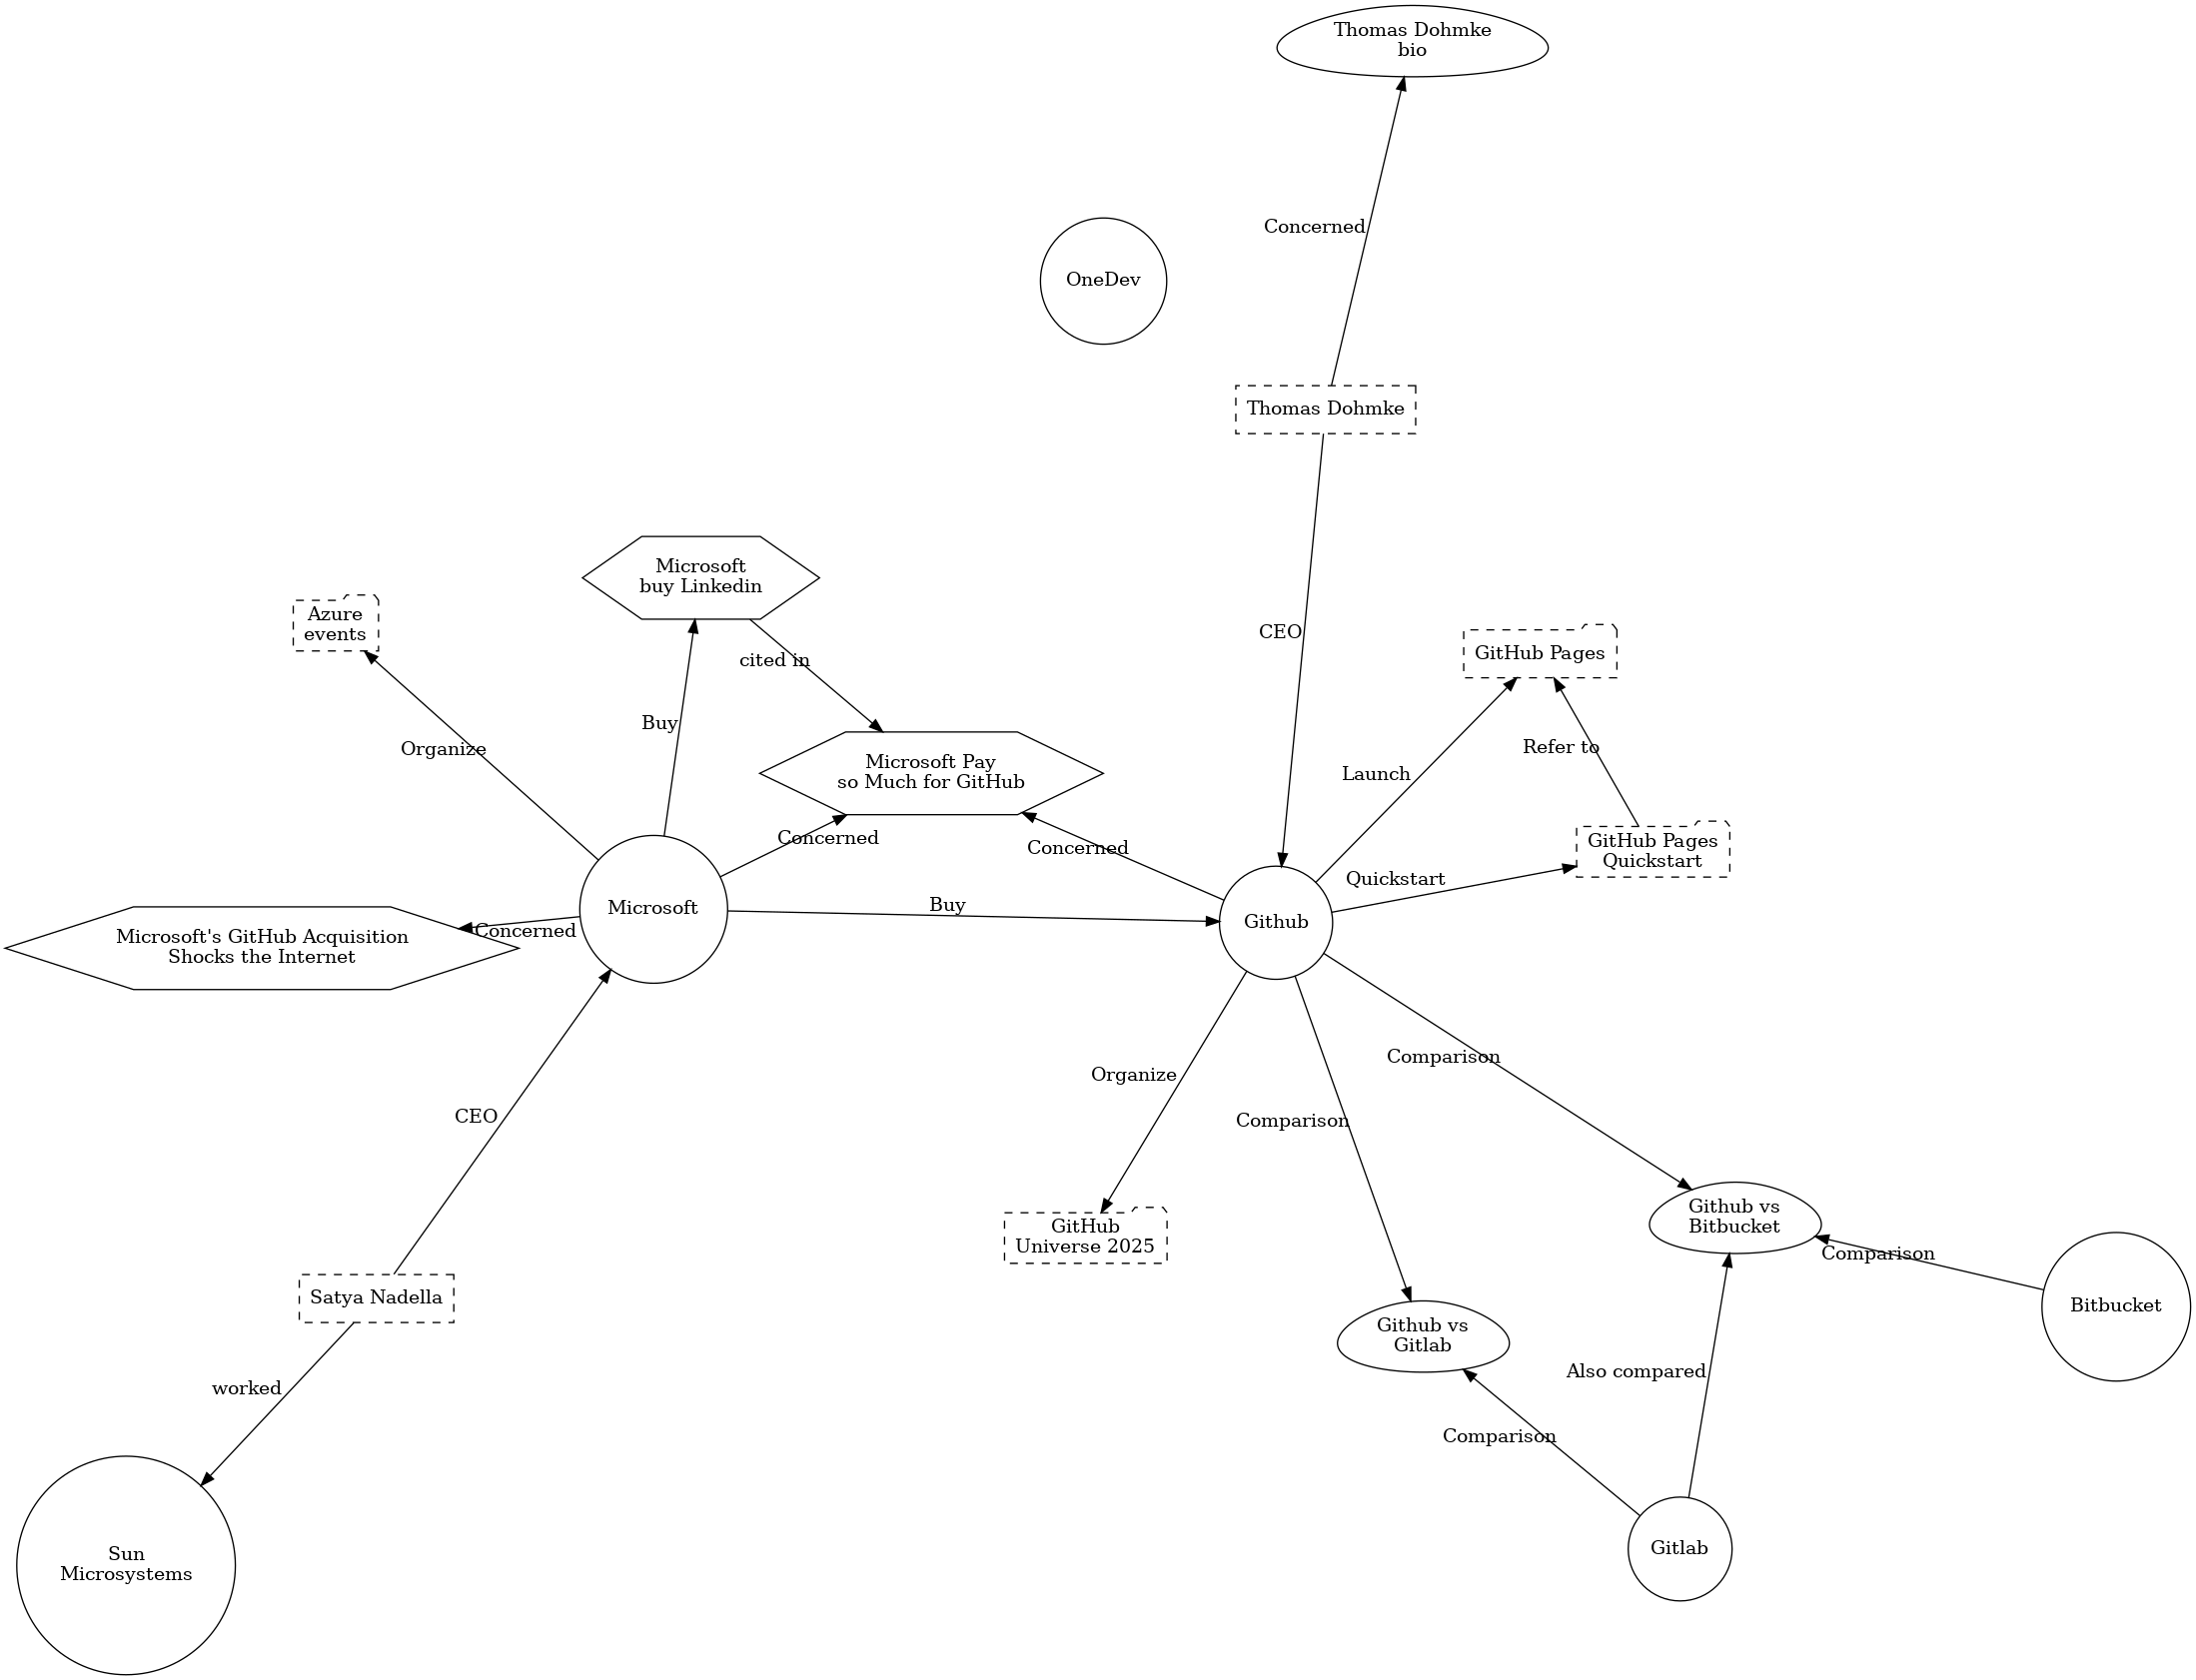 Thomas Dohmke
bio
Concerned
OneDev
Thomas Dohmke
Microsoft
buy Linkedin
Azure
events
CEO
GitHub Pages
cited in
Buy
Organize
Refer to
Microsoft Pay
so Much for GitHub
Launch
Concerned
Concerned
GitHub Pages
Quickstart
Quickstart
Microsoft
Buy
Github
Concerned
Microsoft's GitHub Acquisition
Shocks the Internet
Comparison
Organize
CEO
Comparison
Github vs
Bitbucket
GitHub
Universe 2025
Comparison
Satya Nadella
Bitbucket
Github vs
Gitlab
Also compared
worked
Comparison
Gitlab
Sun
Microsystems